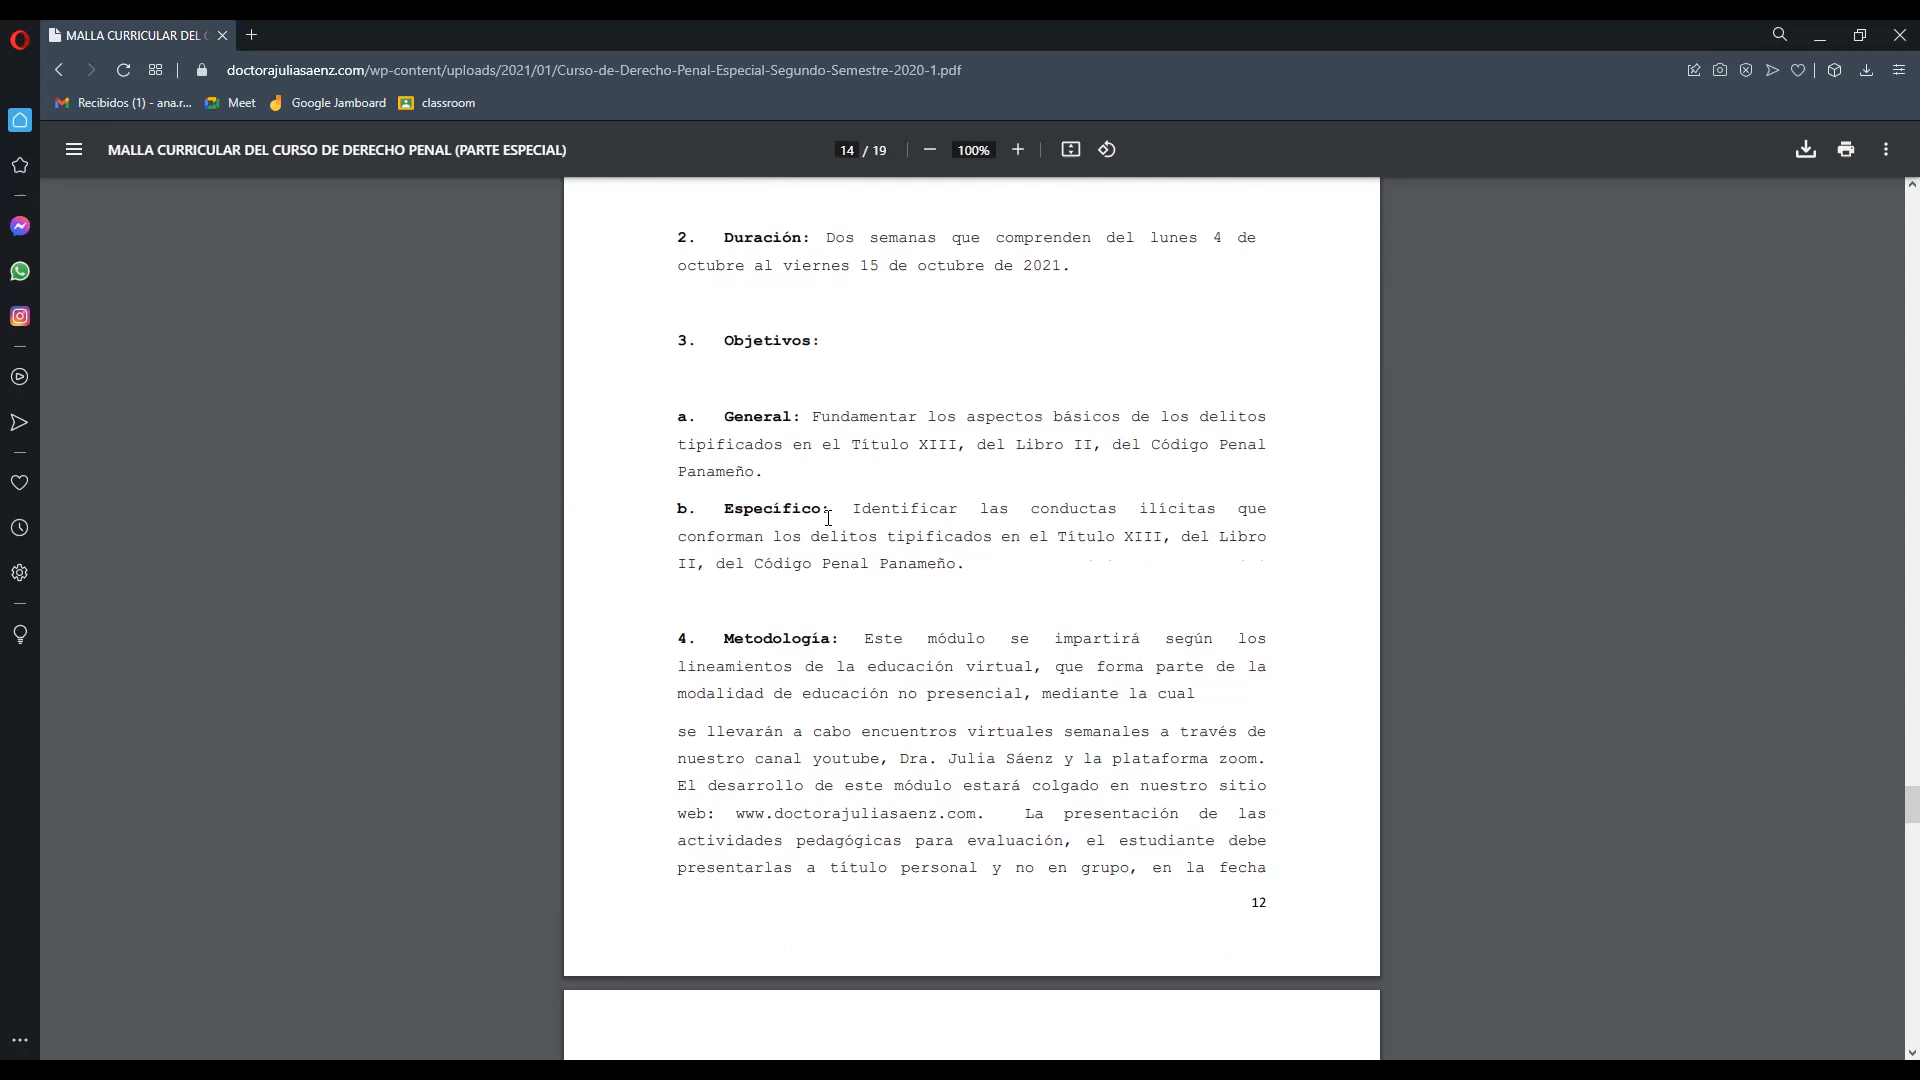 MALLA CURRICULAR DEL
doctorajuliasaenz.com/wp-content/uploads/2021/01/Curso-de-Derecho-Penal-Especial-Segundo-Semestre-2020-1.pdf
Recibidos (1) - ana.r... Meet Google Jamboard classroom
MALLA CURRICULAR DEL CURSO DE DERECHO PENAL (PARTE ESPECIAL) 14 / 19 100%
2. Duración: Dos semanas que comprenden del lunes 4 de
octubre al viernes 15 de octubre de 2021.
3. Objetivos:
a. General: Fundamentar los aspectos básicos de los delitos
tipificados en el Título XIII, del Libro II, del Código Penal
Panameño.
b. Específico: Identificar las conductas ilícitas que
conforman los delitos tipificados en el Título XIII, del Libro
II, del Código Penal Panameño.
4. Metodología: Este módulo se impartirá según los
lineamientos de la educación virtual, que forma parte de la
modalidad de educación no presencial, mediante la cual
se llevarán a cabo encuentros virtuales semanales a través de
nuestro canal youtube, Dra. Julia Sáenz y la plataforma zoom.
El desarrollo de este módulo estará colgado en nuestro sitio
web: www.doctorajuliasaenz.com. La presentación de las
actividades pedagógicas para evaluación, el estudiante debe
presentarlas a título personal y no en grupo, en la fecha
12